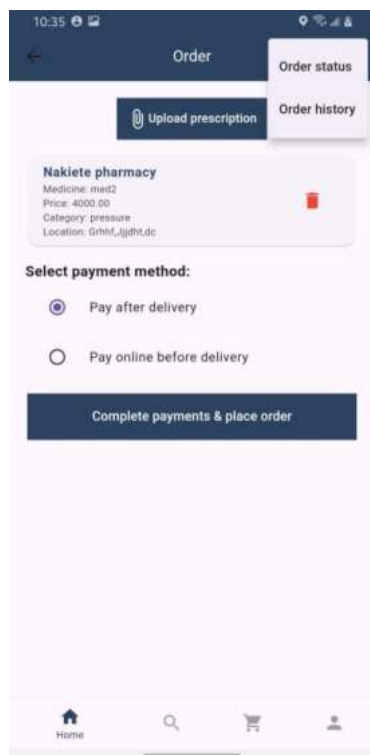 10:35
Order
Order status
Order history
Upload prescription
Nakiete pharmacy
Medicine: med2
Price: 4000.00
Category: pressure
Location: Grhhf,,Jjjdht,dc
Select payment method:
Pay after delivery
Pay online before delivery
Complete payments & place order
Home